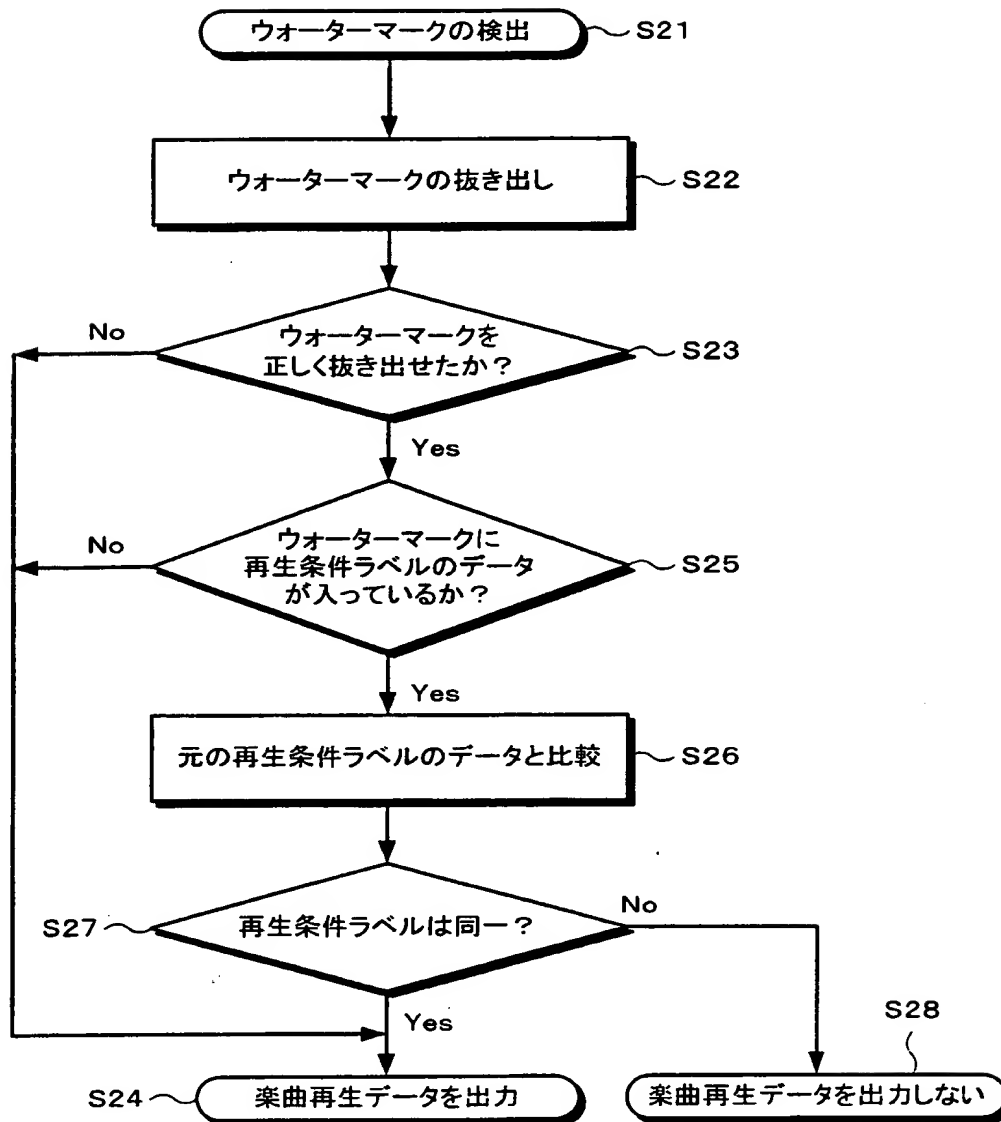 ウォーターマークの検出
S21
ウォーターマークの抜き出し
S22
ウォーターマークを
正しく抜き出せたか？
S23
No
Yes
ウォーターマークに
再生条件ラベルのデータ
が入っているか？
S25
No
Yes
元の再生条件ラベルのデータと比較
S26
S27
再生条件ラベルは同一？
No
Yes
S28
S24
楽曲再生データを出力
楽曲再生データを出力しない